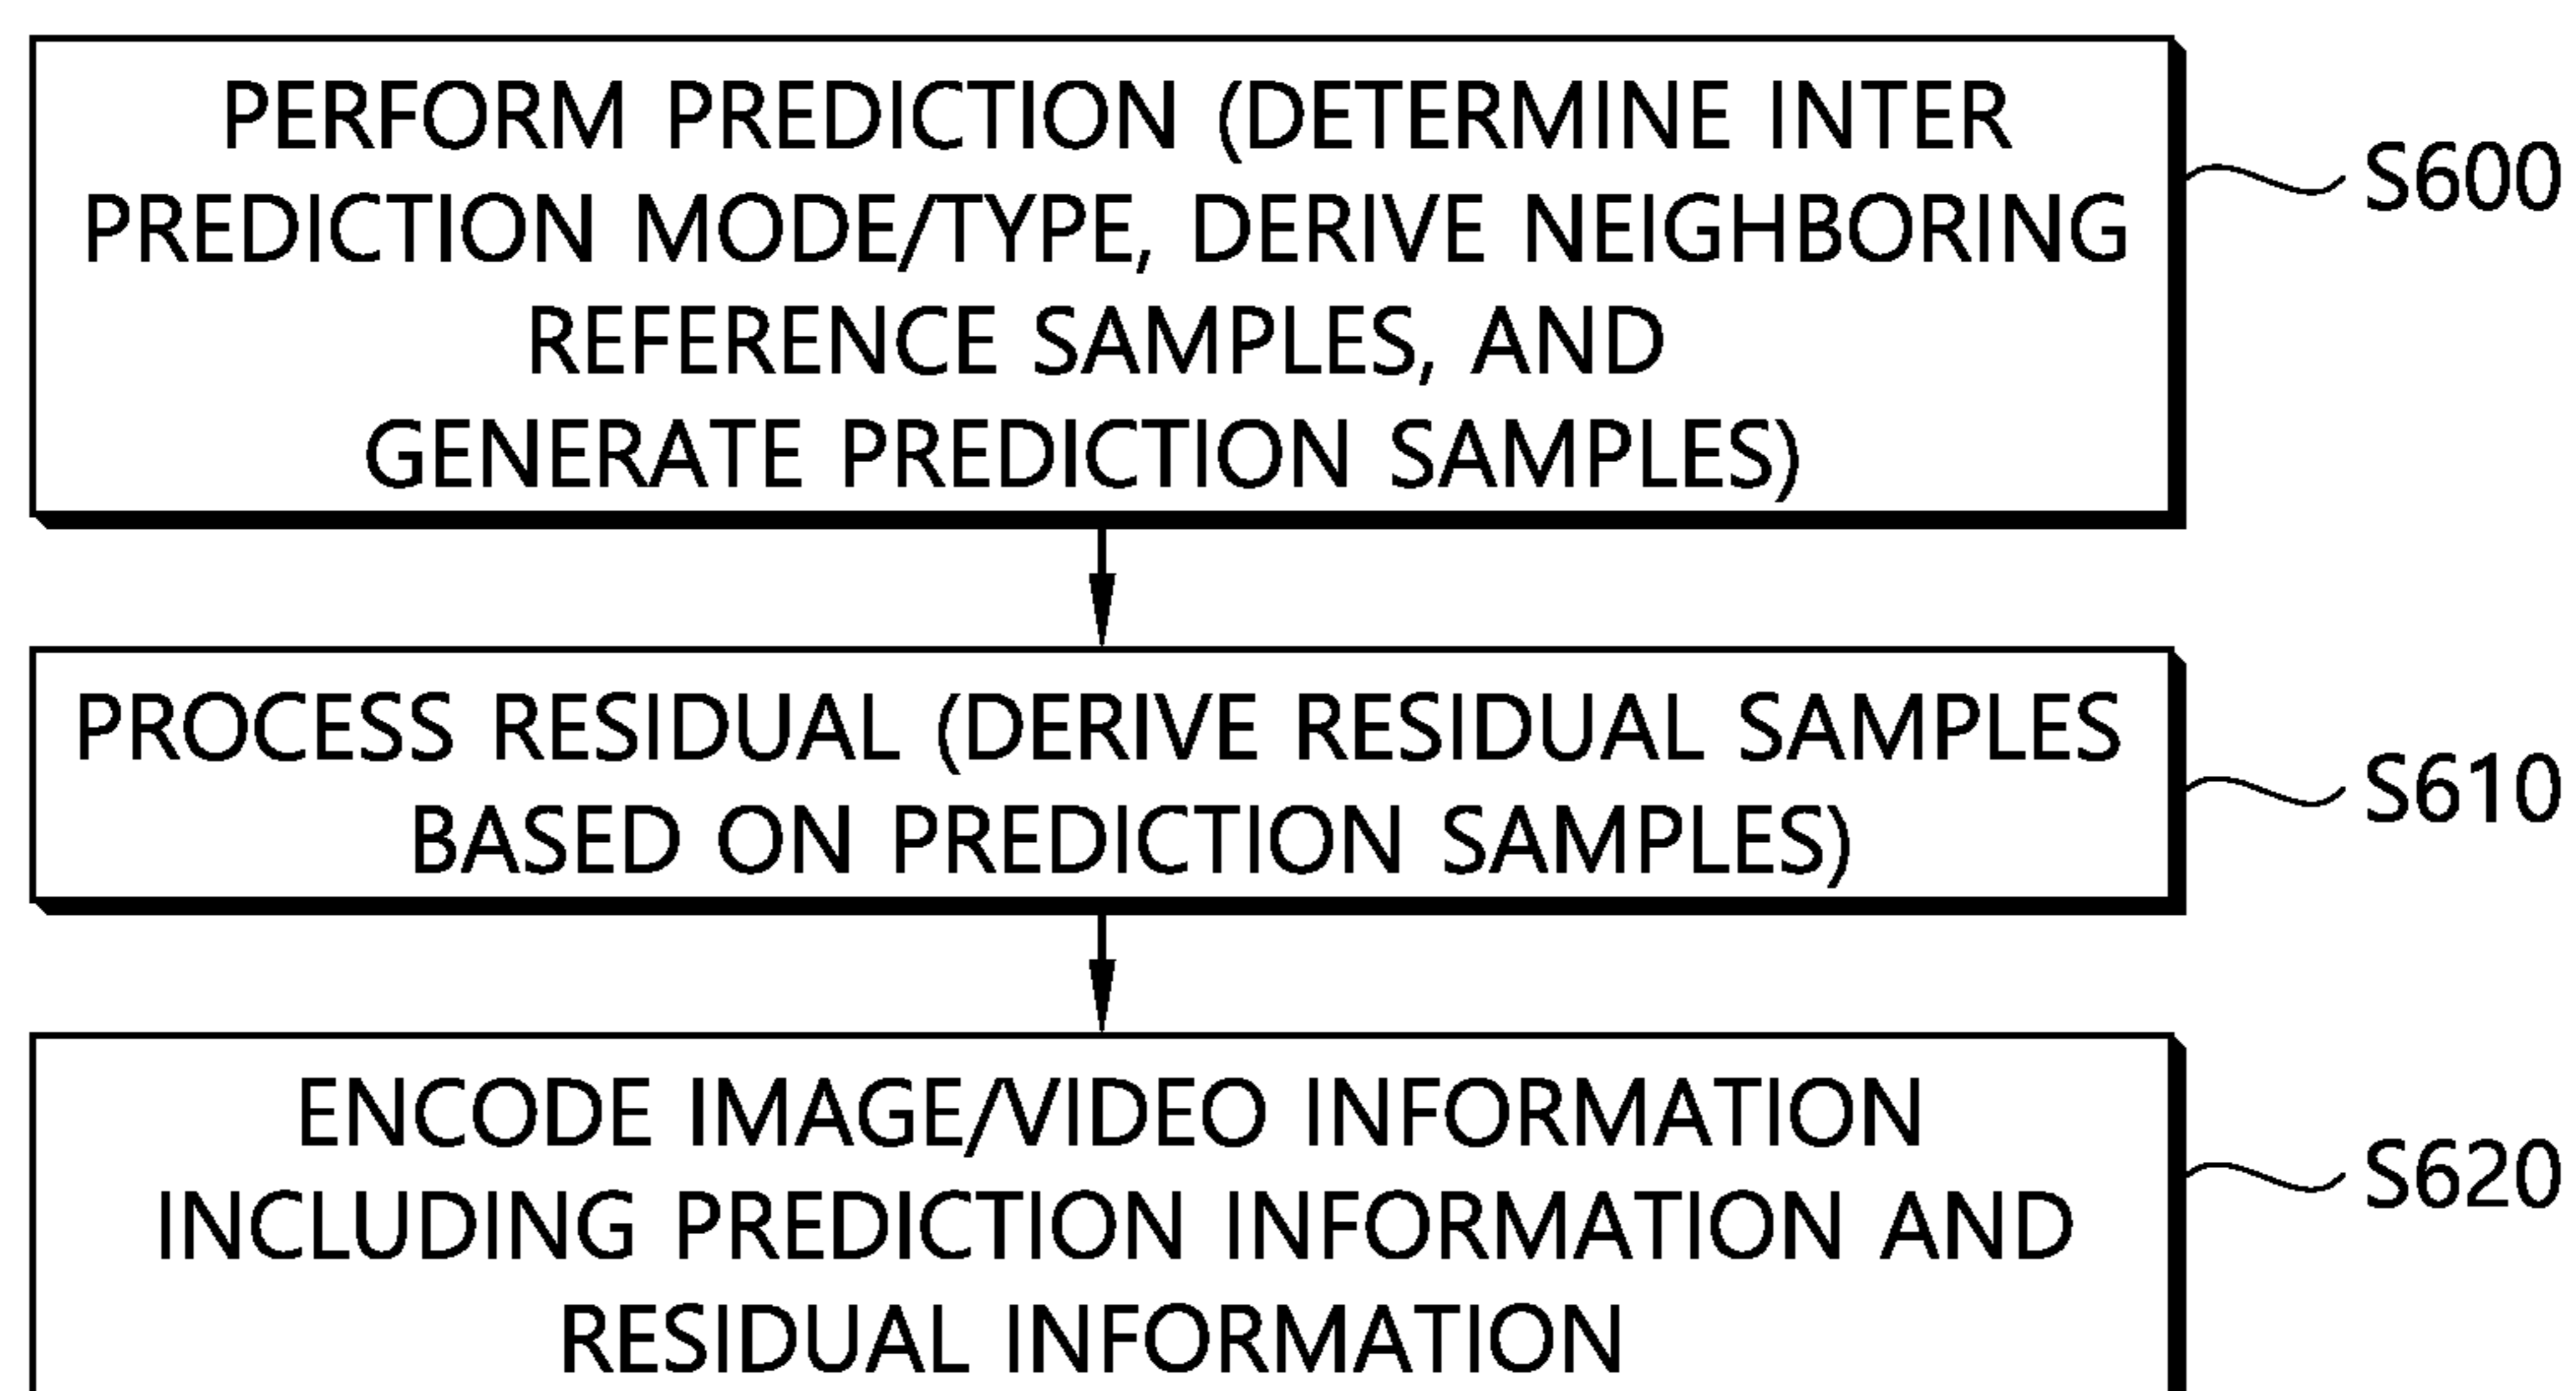 PERFORM PREDICTION (DETERMINE INTER
PREDICTION MODE/TYPE, DERIVE NEIGHBORING
REFERENCE SAMPLES, AND
GENERATE PREDICTION SAMPLES)
S600
PROCESS RESIDUAL (DERIVE RESIDUAL SAMPLES
BASED ON PREDICTION SAMPLES)
S610
ENCODE IMAGE/VIDEO INFORMATION
INCLUDING PREDICTION INFORMATION AND
RESIDUAL INFORMATION
S620